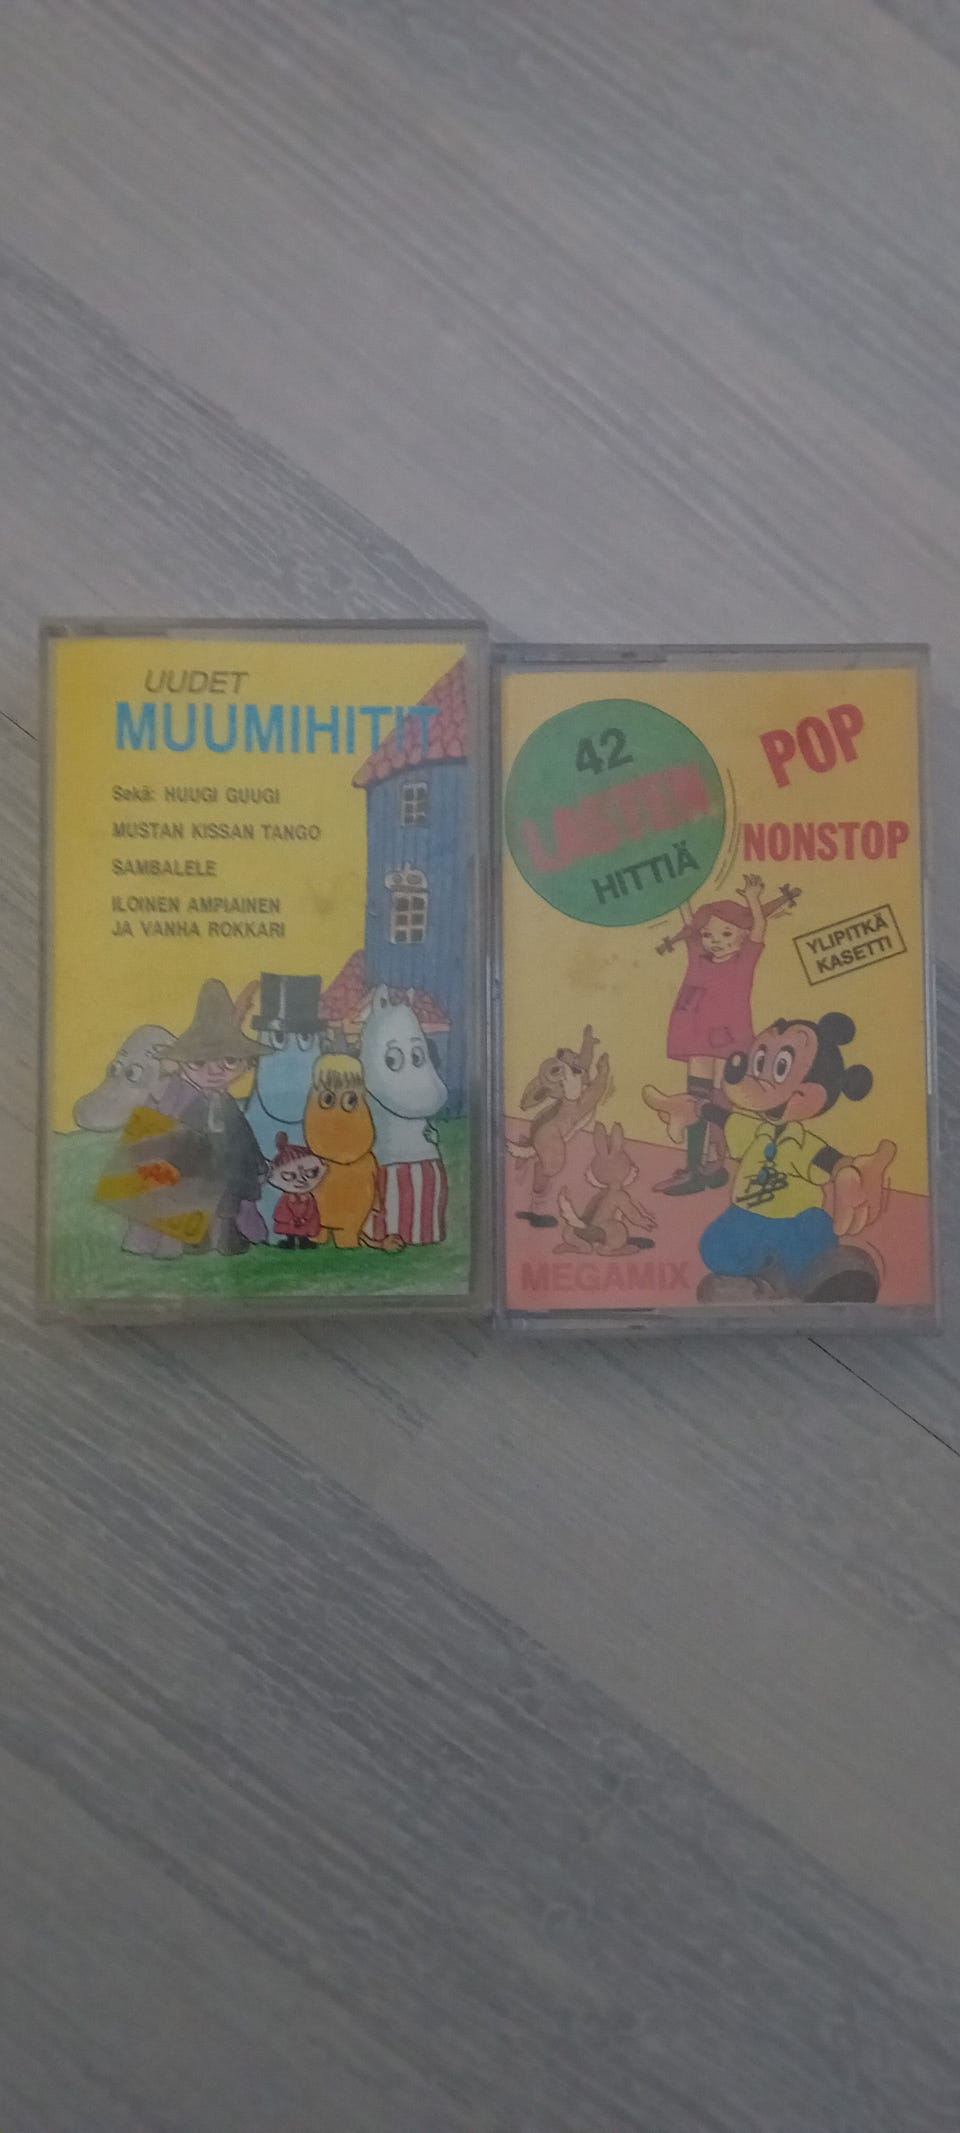 UUDET
MUUMIHITIT
Sekä: HUUGI GUUGI
MUSTAN KISSAN TANGO
SAMBALELE
ILOINEN AMPIAINEN
JA VANHA ROKKARI
42
LASTEN
HITTIÄ
POP
NONSTOP
YLIPITKÄ
KASETTI
MEGAMIX